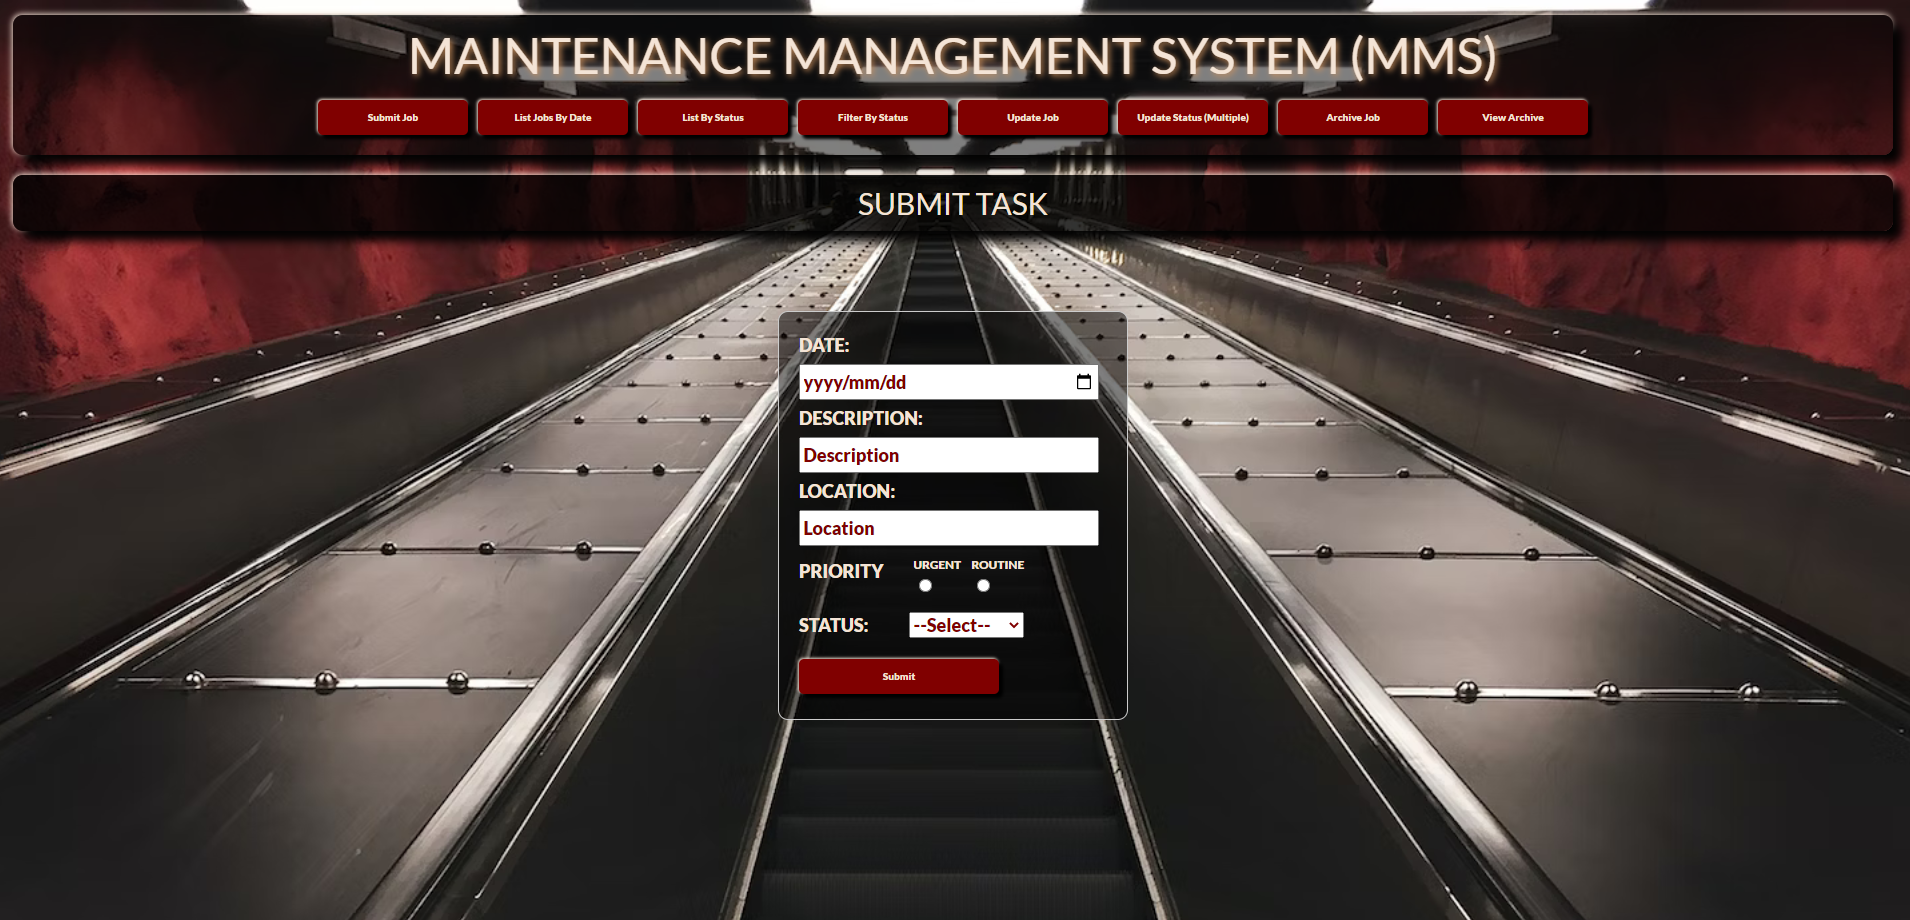 MAINTENANCE MANAGEMENT SYSTEM (MMS)
Submit Job
List Jobs By Date
List By Status
Filter By Status
Update Job
Update Status (Multiple)
Archive Job
View Archive
SUBMIT TASK
DATE:
yyyy/mm/dd
DESCRIPTION:
Description
LOCATION:
Location
PRIORITY URGENT ROUTINE
STATUS: --Select--
Submit